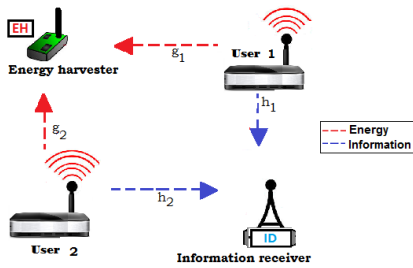 EH
User 1
Energy harvester
g1
h1
Energy
Information
g2
h2
User 2
ID
Information receiver